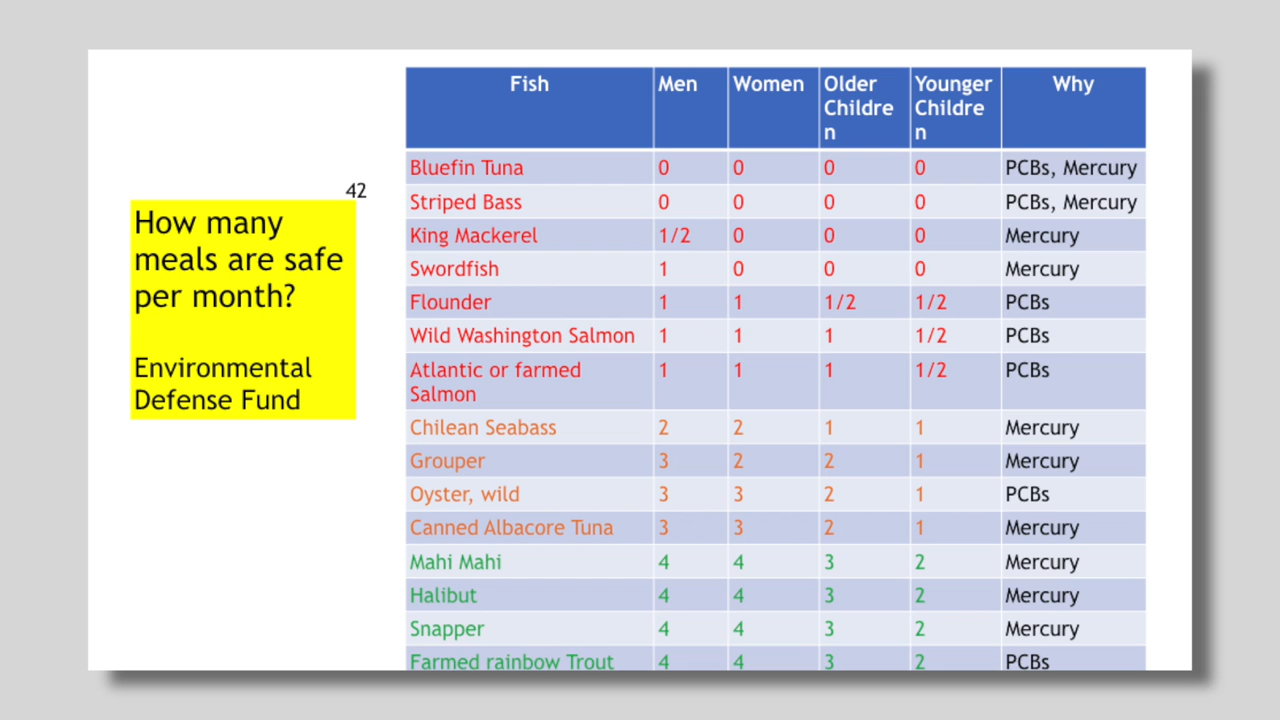 42
How many
meals are safe
per month?
Environmental
Defense Fund
Fish Men Women Older Younger Why
Childre Childre
n n
Bluefin Tuna 0 0 0 0 PCBs, Mercury
Striped Bass 0 0 0 0 PCBs, Mercury
King Mackerel 1/2 0 0 0 Mercury
Swordfish 1 0 0 0 Mercury
Flounder 1 1 1/2 1/2 PCBs
Wild Washington Salmon 1 1 1 1/2 PCBs
Atlantic or farmed 1 1 1 1/2 PCBs
Salmon
Chilean Seabass 2 2 1 1 Mercury
Grouper 3 2 2 1 Mercury
Oyster, wild 3 3 2 1 PCBs
Canned Albacore Tuna 3 3 2 1 Mercury
Mahi Mahi 4 4 3 2 Mercury
Halibut 4 4 3 2 Mercury
Snapper 4 4 3 2 Mercury
Farmed rainbow Trout 4 4 3 2 PCBs